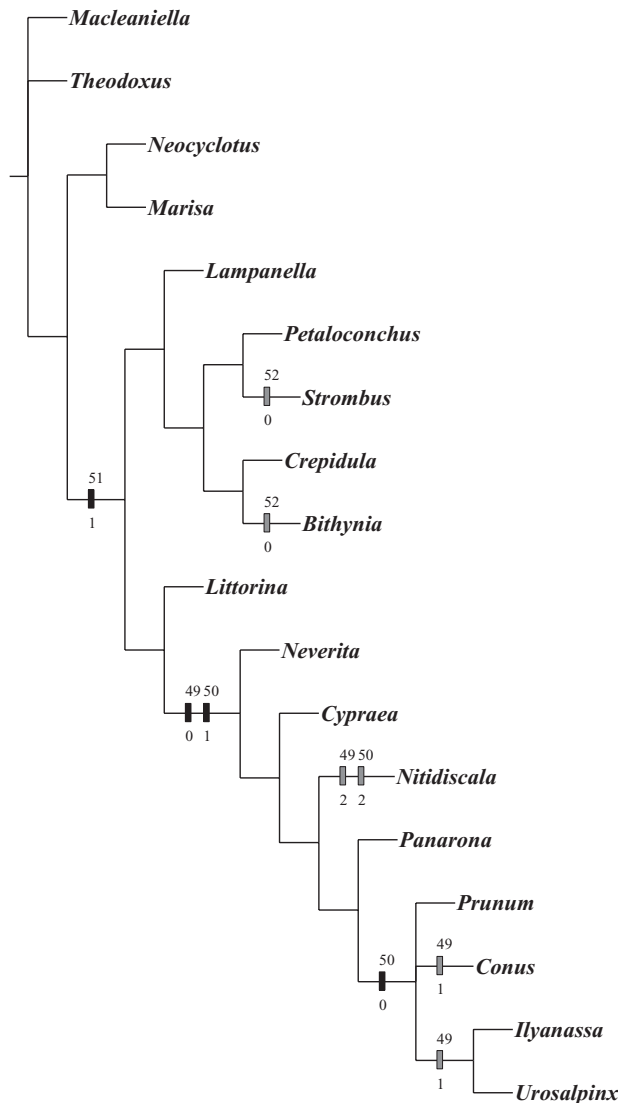 Macleaniella
Theodoxus
Neocyclotus
Marisa
Lampanella
Petaloconchus
52
Strombus
0
Crepidula
52
Bithynia
0
51
1
Littorina
Neverita
49 50
0 1
Cypraea
49 50
Nitidiscala
2 2
Panarona
Prunum
49
Conus
1
50
0
Ilyanassa
49
1
Urosalpinx